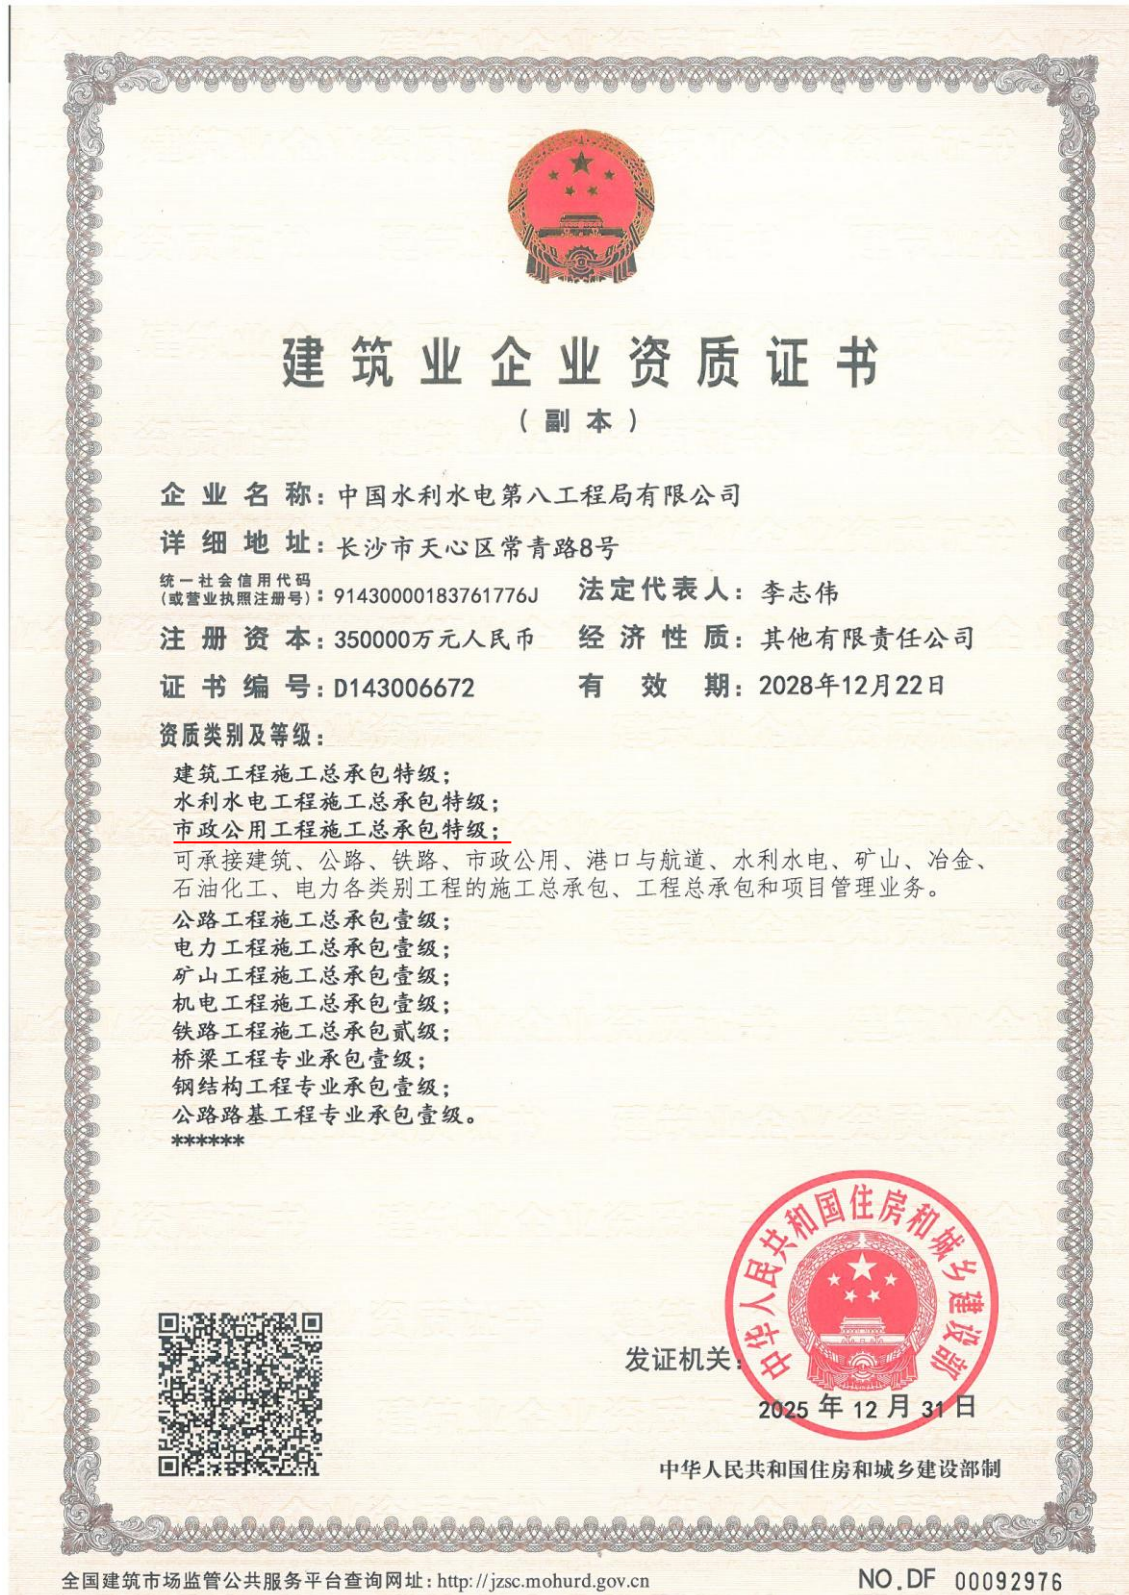 建筑业企业资质证书
（副本）
企业名称：中国水利水电第八工程局有限公司
详细地址：长沙市天心区常青路8号
统一社会信用代码
（或营业执照注册号）：91430000183761776J 法定代表人：李志伟
注册资本：350000万元人民币 经济性质：其他有限责任公司
证书编号：D143006672 有效期：2028年12月22日
资质类别及等级：
建筑工程施工总承包特级；
水利水电工程施工总承包特级；
市政公用工程施工总承包特级；
可承接建筑、公路、铁路、市政公用、港口与航道、水利水电、矿山、冶金、
石油化工、电力各类别工程的施工总承包、工程总承包和项目管理业务。
公路工程施工总承包壹级；
电力工程施工总承包壹级；
矿山工程施工总承包壹级；
机电工程施工总承包壹级；
铁路工程施工总承包贰级；
桥梁工程专业承包壹级；
钢结构工程专业承包壹级；
公路路基工程专业承包壹级。
******
中华人民共和国住房和城乡建设部
发证机关：
2025年12月31日
中华人民共和国住房和城乡建设部制
全国建筑市场监管公共服务平台查询网址：http://jzsc.mohurd.gov.cn NO.DF 00092976